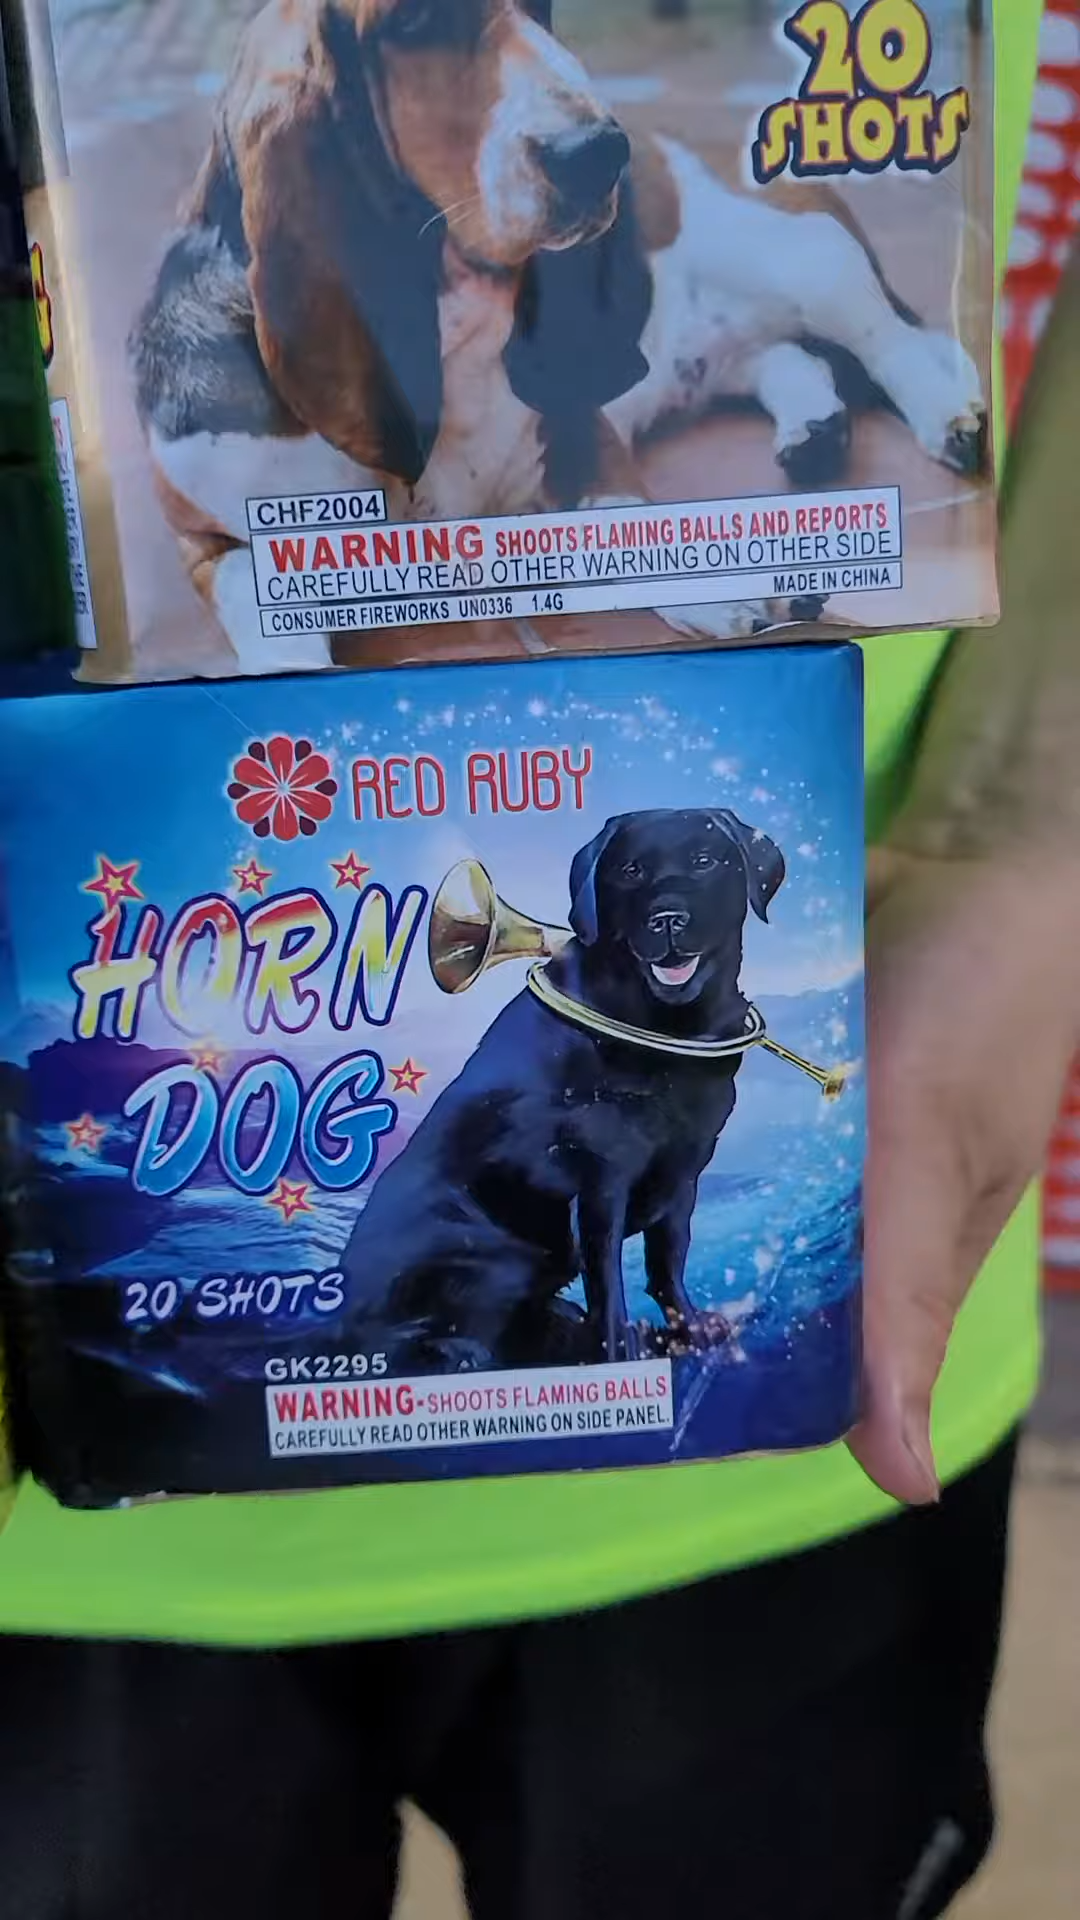 20
SHOTS
CHF2004
WARNING SHOOTS FLAMING BALLS AND REPORTS
CAREFULLY READ OTHER WARNING ON OTHER SIDE
CONSUMER FIREWORKS UN0336 1.4G MADE IN CHINA
RED RUBY
HORN
DOG
20 SHOTS
GK2295
WARNING-SHOOTS FLAMING BALLS
CAREFULLY READ OTHER WARNING ON SIDE PANEL.